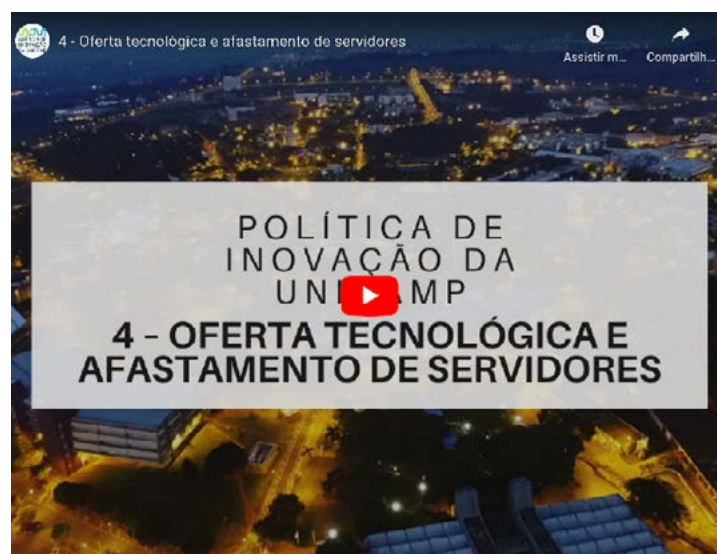 4 - Oferta tecnológica e afastamento de servidores
Assistir m...
Compartilh...
POLÍTICA DE
INOVAÇÃO DA
UNI MP
4 – OFERTA TECNOLÓGICA E
AFASTAMENTO DE SERVIDORES